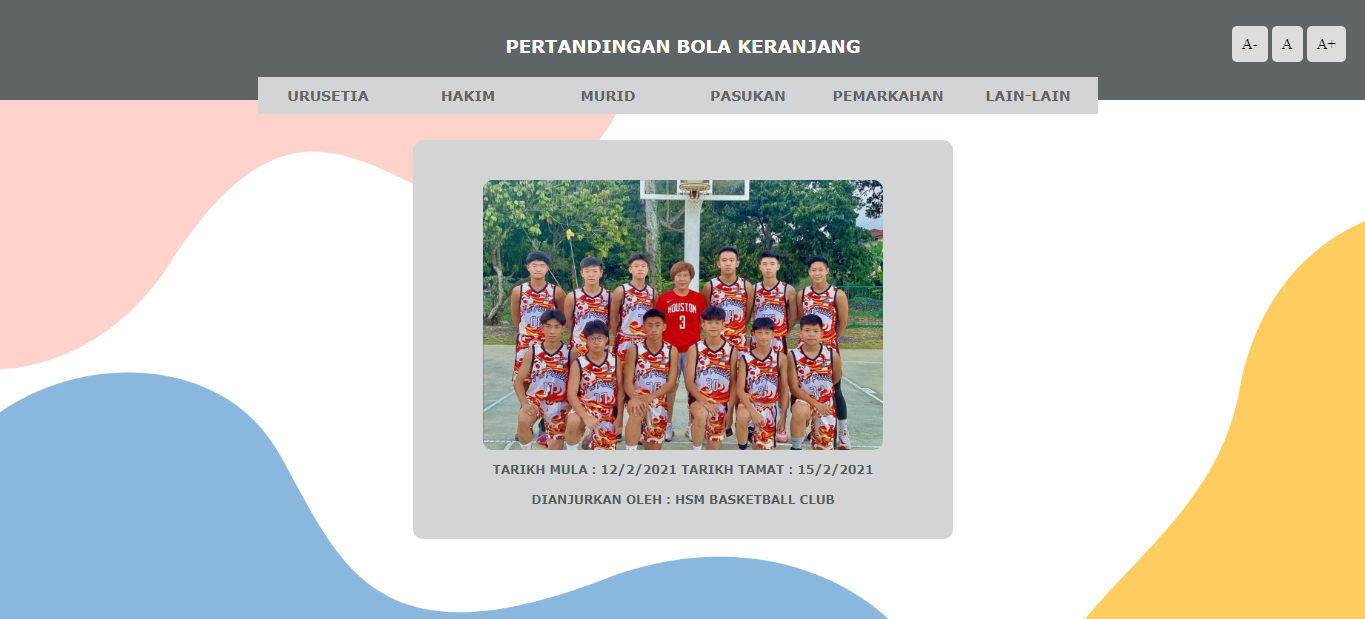 PERTANDINGAN BOLA KERANJANG
A- A A+
URUSETIA HAKIM MURID PASUKAN PEMARKAHAN LAIN-LAIN
HOUSTON
3
TARIKH MULA : 12/2/2021 TARIKH TAMAT : 15/2/2021
DIANJURKAN OLEH : HSM BASKETBALL CLUB